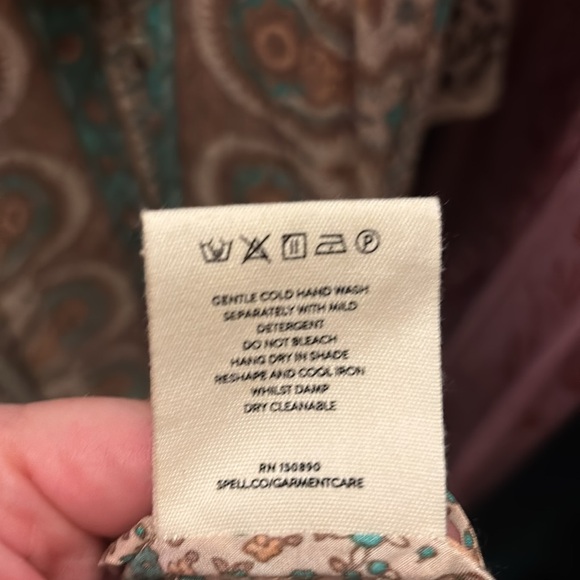 P
GENTLE COLD HAND WASH
SEPARATELY WITH MILD
DETERGENT
DO NOT BLEACH
HANG DRY IN SHADE
RESHAPE AND COOL IRON
WHILST DAMP
DRY CLEANABLE
RN 150890
SPELL.CO/GARMENTCARE